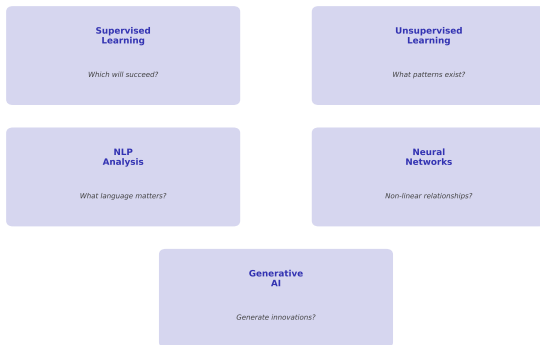 Supervised
Learning
Which will succeed?
Unsupervised
Learning
What patterns exist?
NLP
Analysis
What language matters?
Neural
Networks
Non-linear relationships?
Generative
AI
Generate innovations?